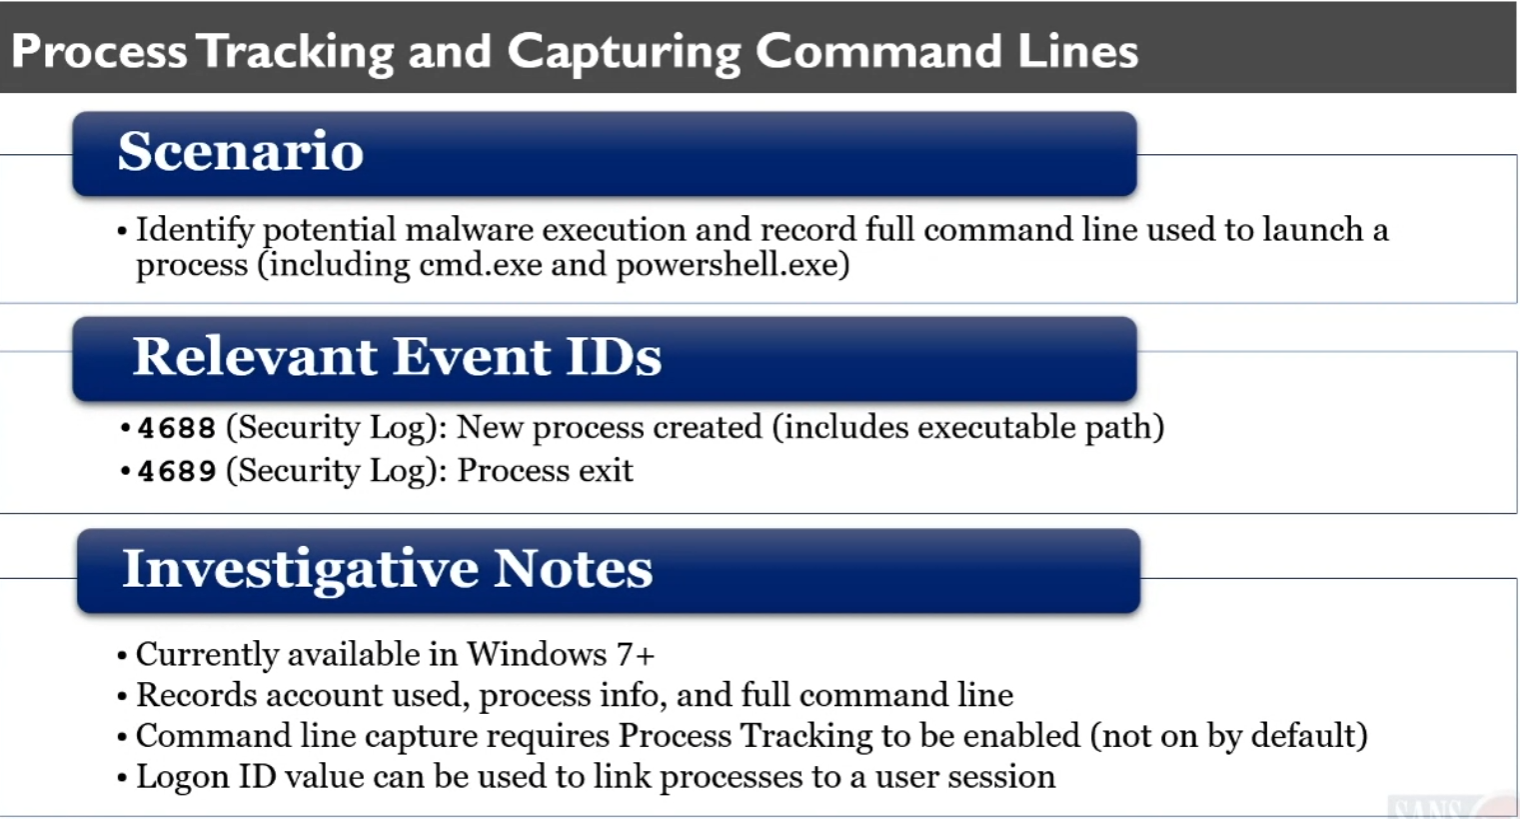 Process Tracking and Capturing Command Lines
Scenario
• Identify potential malware execution and record full command line used to launch a
process (including cmd.exe and powershell.exe)
Relevant Event IDs
• 4688 (Security Log): New process created (includes executable path)
• 4689 (Security Log): Process exit
Investigative Notes
• Currently available in Windows 7+
• Records account used, process info, and full command line
• Command line capture requires Process Tracking to be enabled (not on by default)
• Logon ID value can be used to link processes to a user session
SANS